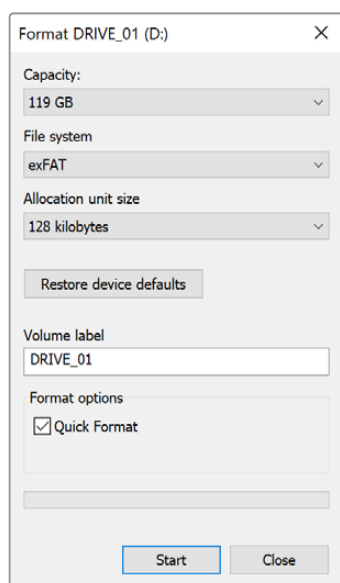 Format DRIVE_01 (D:)
Capacity:
119 GB
File system
exFAT
Allocation unit size
128 kilobytes
Restore device defaults
Volume label
DRIVE_01
Format options
Quick Format
Start Close